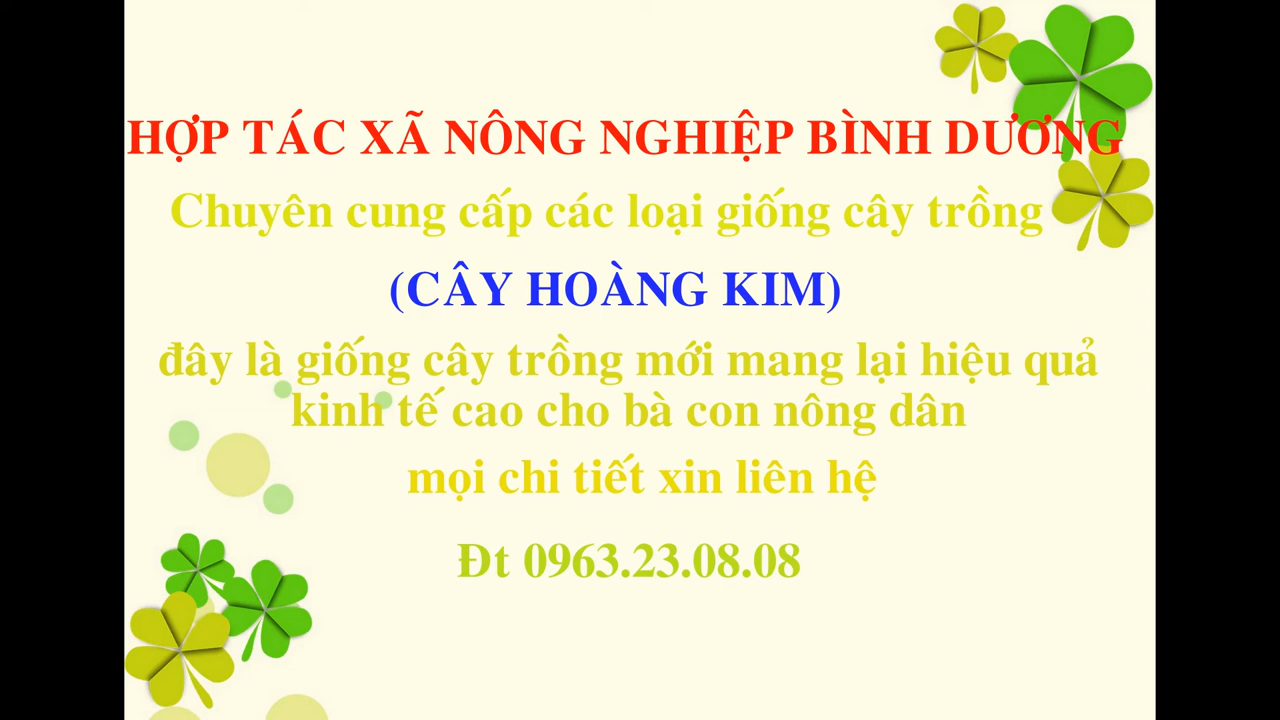 HỢP TÁC XÃ NÔNG NGHIỆP BÌNH DƯƠNG
Chuyên cung cấp các loại giống cây trồng
(CÂY HOÀNG KIM)
đây là giống cây trồng mới mang lại hiệu quả
kinh tế cao cho bà con nông dân
mọi chi tiết xin liên hệ
Đt 0963.23.08.08